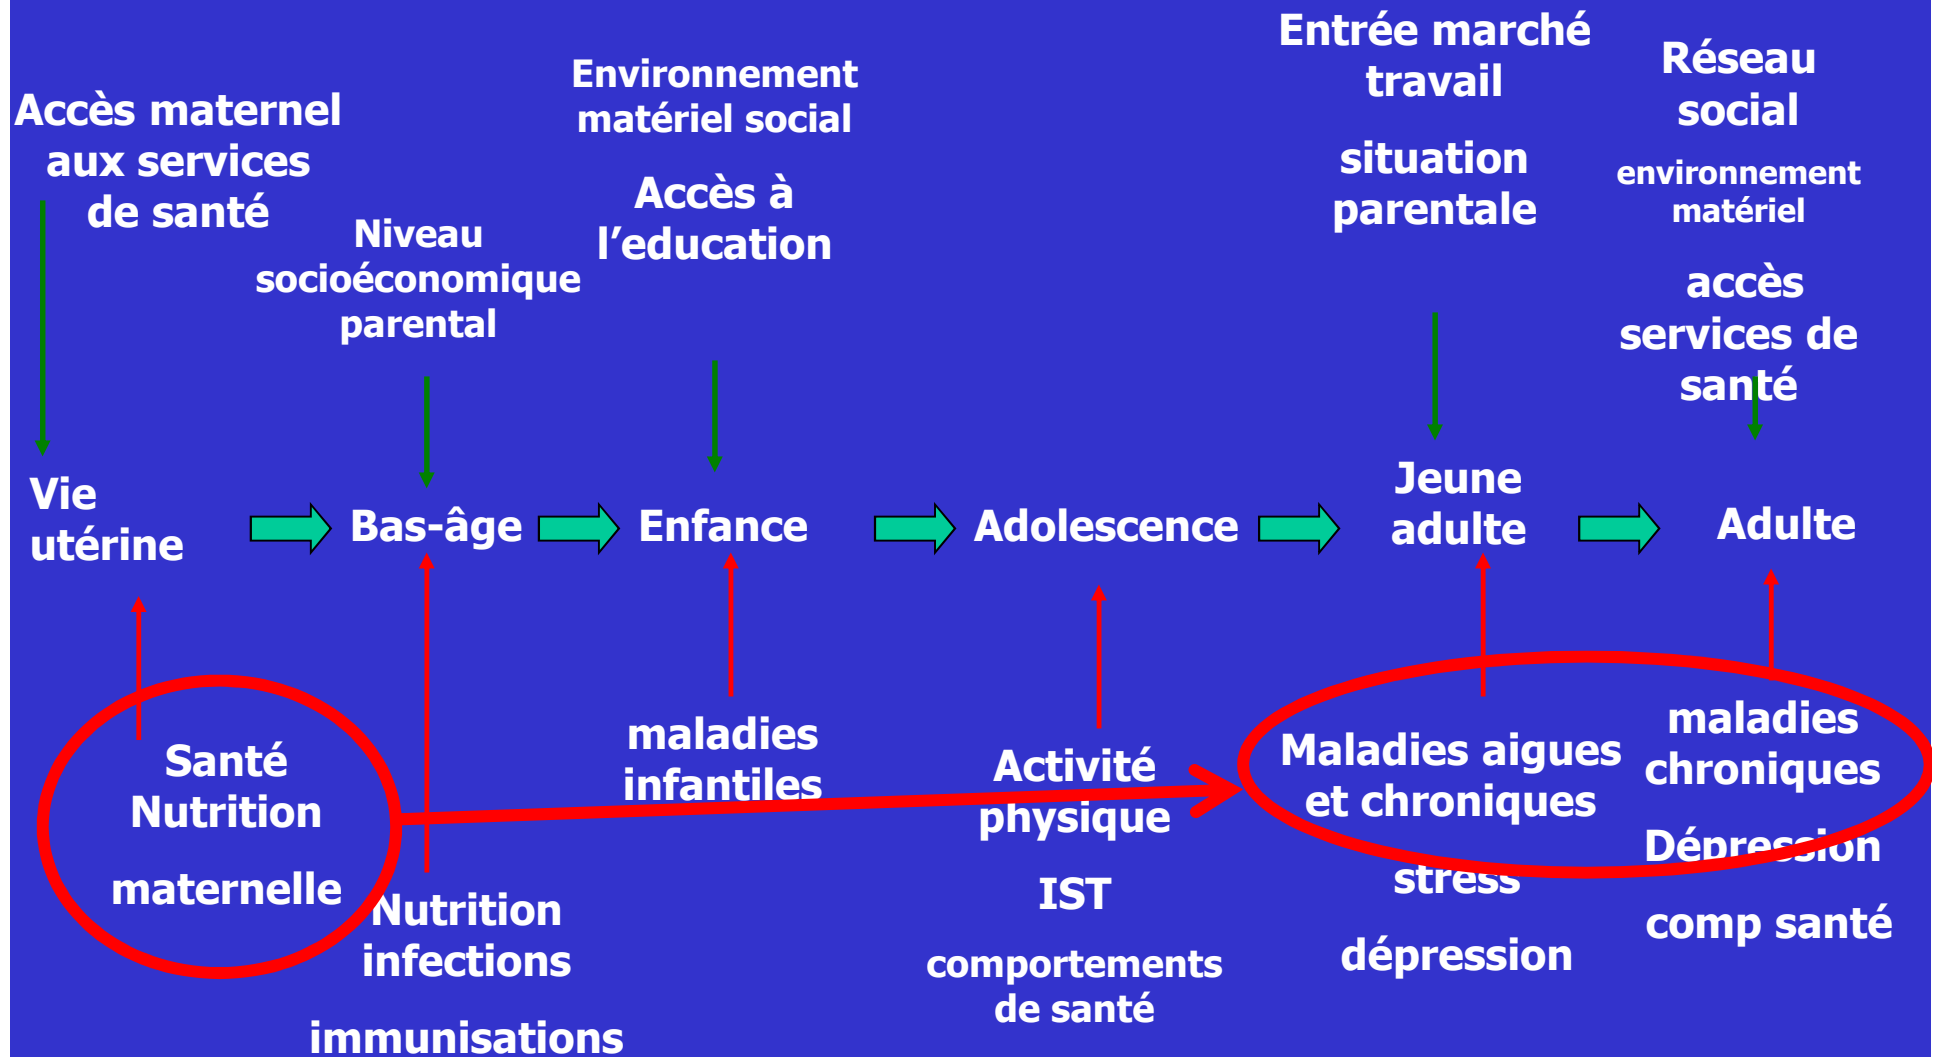 Accès maternel
aux services
de santé
Niveau
socioéconomique
parental
Environnement
matériel social
Accès à
l’education
Entrée marché
travail
situation
parentale
Réseau
social
environnement
matériel
accès
services de
santé
Vie
utérine
Bas-âge
Enfance
Adolescence
Jeune
adulte
Adulte
Santé
Nutrition
maternelle
Nutrition
infections
immunisations
maladies
infantiles
Activité
physique
IST
comportements
de santé
Maladies aigues
et chroniques
stress
dépression
maladies
chroniques
Dépression
comp santé